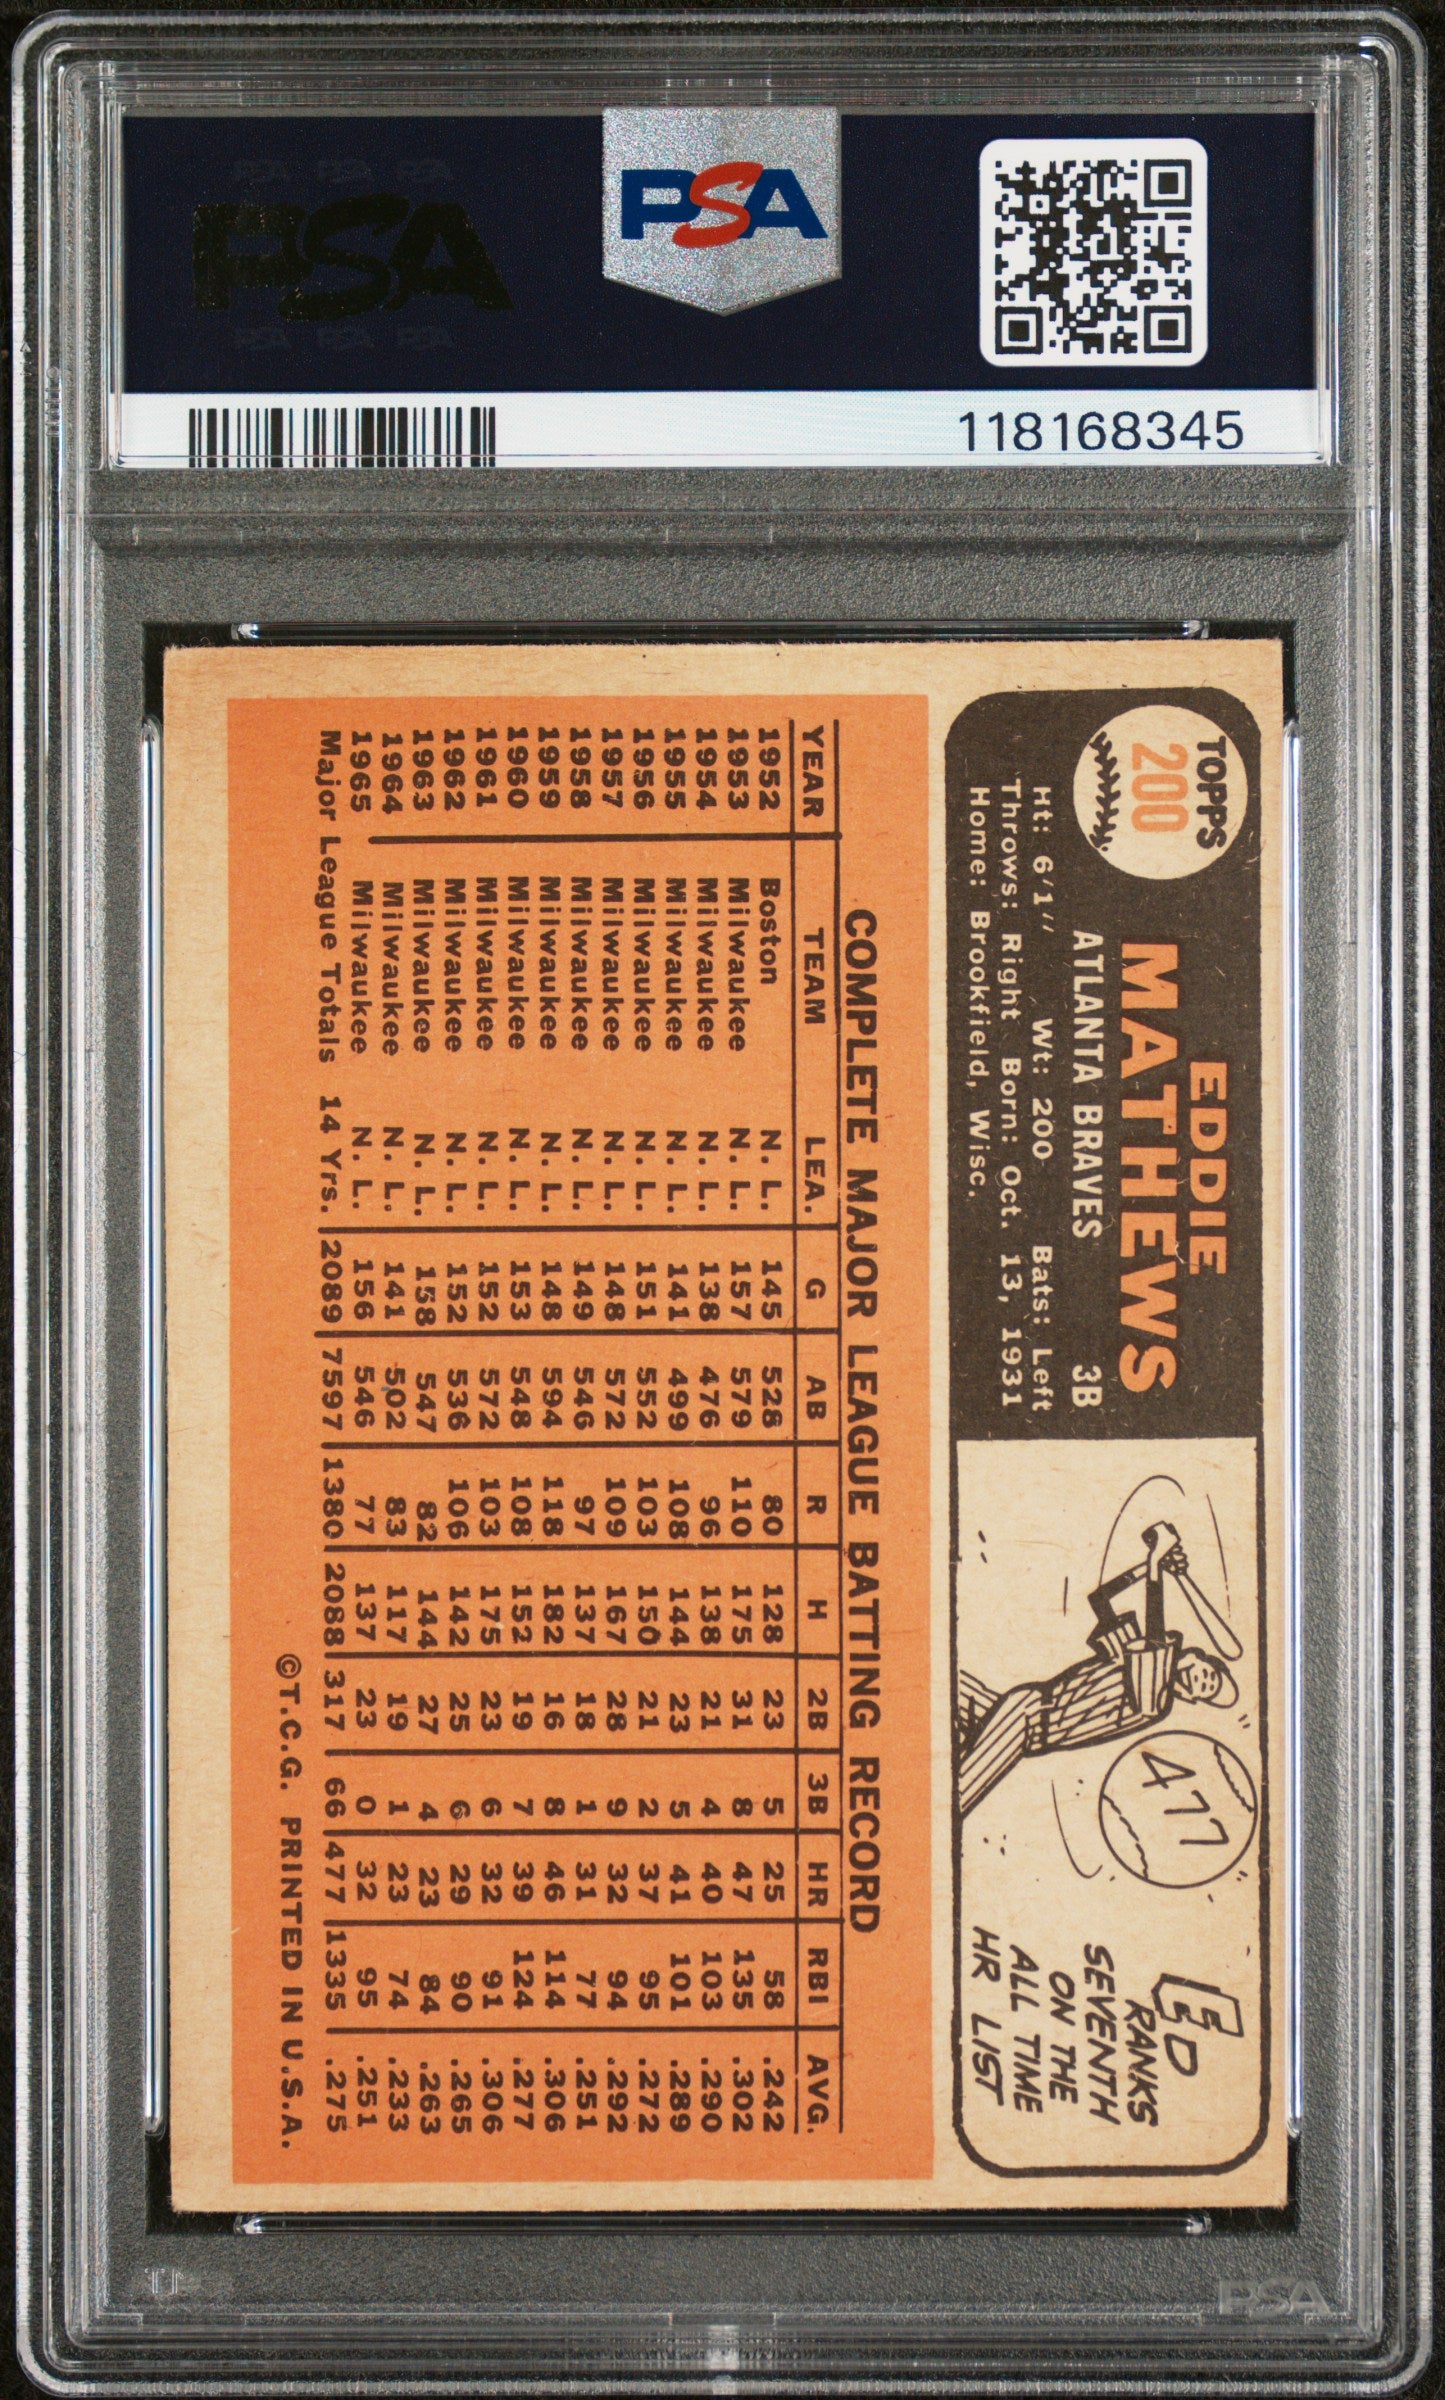 PSA PSA PSA
PSA
PSA PSA PSA
PSA
118168345
TOPPS
200
EDDIE
MATHEWS
ATLANTA BRAVES 3B
Ht: 6'1" Wt: 200 Bats: Left
Throws: Right Born: Oct. 13, 1931
Home: Brookfield, Wisc.
477
ED
RANKS
SEVENTH
ON THE
ALL TIME
HR LIST
COMPLETE MAJOR LEAGUE BATTING RECORD
YEAR TEAM LEA. G AB R H 2B 3B HR RBI AVG.
1952 Boston N. L. 145 528 80 128 23 5 25 58 .242
1953 Milwaukee N. L. 157 579 110 175 31 8 47 135 .302
1954 Milwaukee N. L. 138 476 96 138 21 4 40 103 .290
1955 Milwaukee N. L. 141 499 108 144 23 5 41 101 .289
1956 Milwaukee N. L. 151 552 103 150 21 2 37 95 .272
1957 Milwaukee N. L. 148 572 109 167 28 9 32 94 .292
1958 Milwaukee N. L. 149 546 97 137 18 1 31 77 .251
1959 Milwaukee N. L. 148 594 118 182 16 8 46 114 .306
1960 Milwaukee N. L. 153 548 108 152 19 7 39 124 .277
1961 Milwaukee N. L. 152 572 103 175 23 6 32 91 .306
1962 Milwaukee N. L. 152 536 106 142 25 6 29 90 .265
1963 Milwaukee N. L. 158 547 82 144 27 4 23 84 .263
1964 Milwaukee N. L. 141 502 83 117 19 1 23 74 .233
1965 Milwaukee N. L. 156 546 77 137 23 0 32 95 .251
Major League Totals 14 Yrs. 2089 7597 1380 2088 317 66 477 1335 .275
©T.C.G. PRINTED IN U.S.A.
PSA